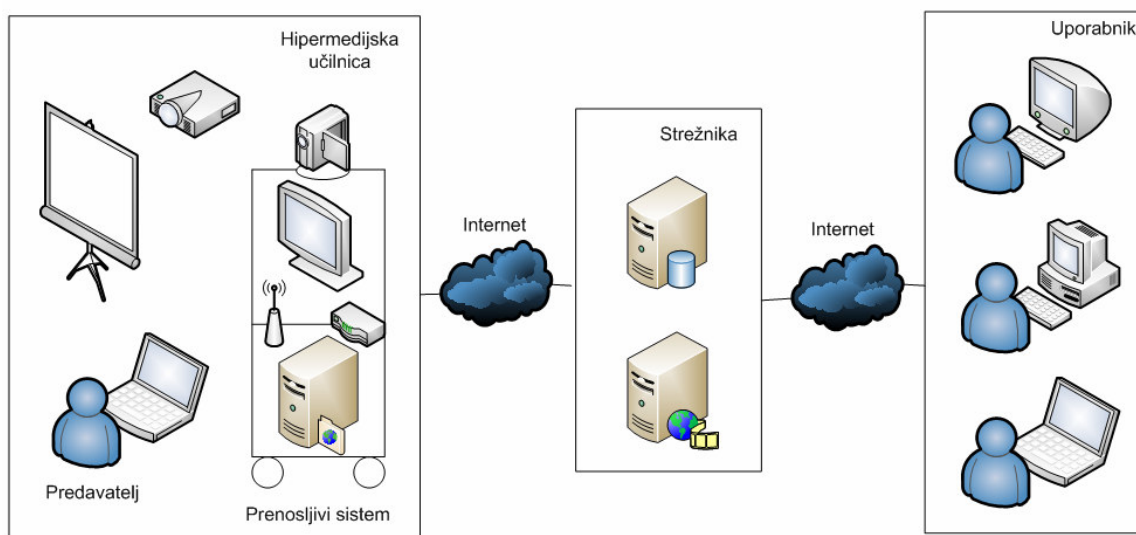 Hipermedijska
učilnica
Predavatelj
Prenosljivi sistem
Internet
Strežnika
Internet
Uporabnik